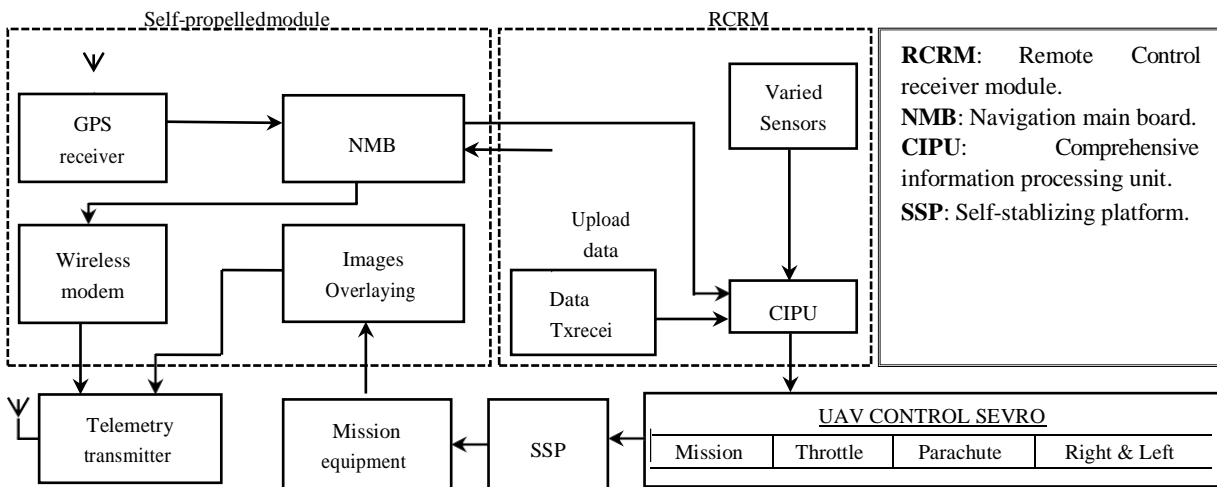 Self-propelledmodule
RCRM
GPS
receiver
NMB
Varied
Sensors
Wireless
modem
Images
Overlaying
Upload
data
Data
Txrecei
CIPU
Telemetry
transmitter
Mission
equipment
SSP
UAV CONTROL SEVRO
Mission Throttle Parachute Right & Left
RCRM: Remote Control
receiver module.
NMB: Navigation main board.
CIPU: Comprehensive
information processing unit.
SSP: Self-stablizing platform.